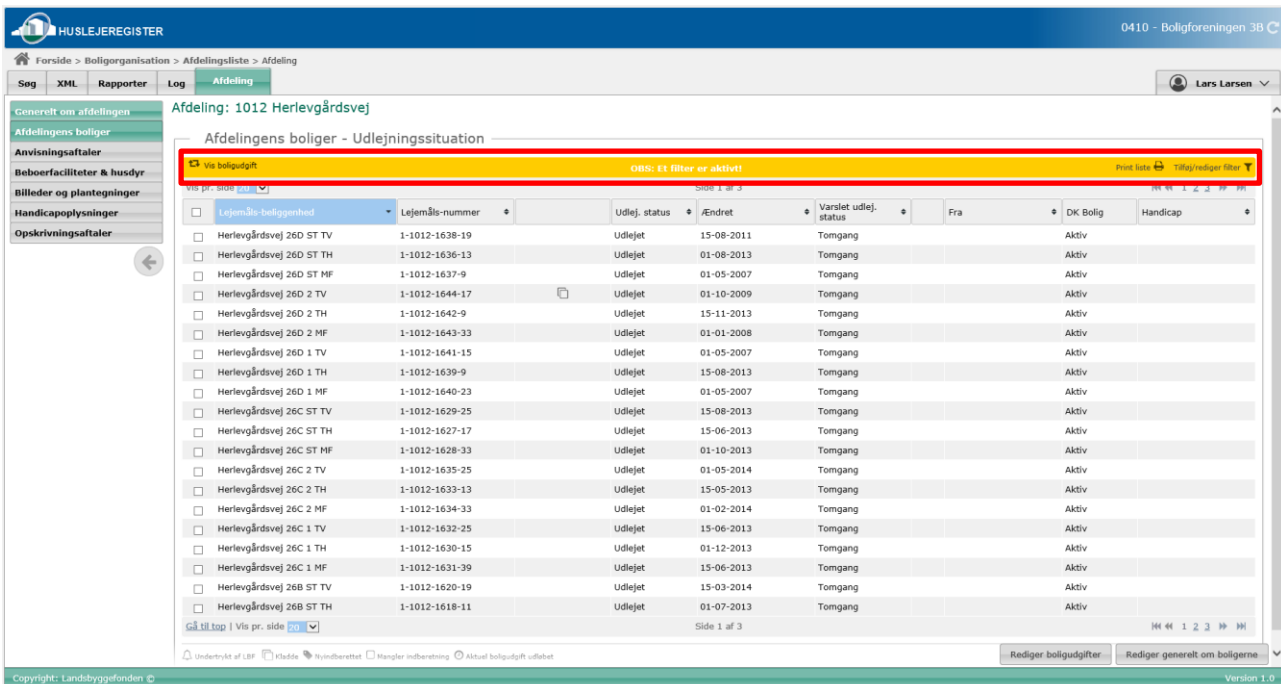 HUSLEJEREGISTER
0410 - Boligforeningen 3B
Forside > Boligorganisation > Afdelingsliste > Afdeling
Søg XML Rapporter Log Afdeling Lars Larsen
Generelt om afdelingen
Afdelingens boliger
Anvisningsaftaler
Beboerfaciliteter & husdyr
Billeder og plantegninger
Handicapoplysninger
Opskrivningsaftaler
Afdeling: 1012 Herlevgårdsvej
Afdelingens boliger - Udlejningssituation
Vis boligudgift OBS: Et filter er aktivt! Print liste Tilføj/rediger filter
Vis pr. side 20 Side 1 af 3 1 2 3
Lejemåls-beliggenhed Lejemåls-nummer Udlej. status Ændret Varslet udlej. status Fra DK Bolig Handicap
Herlevgårdsvej 26D ST TV 1-1012-1638-19 Udlejet 15-08-2011 Tomgang Aktiv
Herlevgårdsvej 26D ST TH 1-1012-1636-13 Udlejet 01-08-2013 Tomgang Aktiv
Herlevgårdsvej 26D ST MF 1-1012-1637-9 Udlejet 01-05-2007 Tomgang Aktiv
Herlevgårdsvej 26D 2 TV 1-1012-1644-17 Udlejet 01-10-2009 Tomgang Aktiv
Herlevgårdsvej 26D 2 TH 1-1012-1642-9 Udlejet 15-11-2013 Tomgang Aktiv
Herlevgårdsvej 26D 2 MF 1-1012-1643-33 Udlejet 01-01-2008 Tomgang Aktiv
Herlevgårdsvej 26D 1 TV 1-1012-1641-15 Udlejet 01-05-2007 Tomgang Aktiv
Herlevgårdsvej 26D 1 TH 1-1012-1639-9 Udlejet 15-08-2013 Tomgang Aktiv
Herlevgårdsvej 26D 1 MF 1-1012-1640-23 Udlejet 01-05-2007 Tomgang Aktiv
Herlevgårdsvej 26C ST TV 1-1012-1629-25 Udlejet 15-08-2013 Tomgang Aktiv
Herlevgårdsvej 26C ST TH 1-1012-1627-17 Udlejet 15-06-2013 Tomgang Aktiv
Herlevgårdsvej 26C ST MF 1-1012-1628-33 Udlejet 01-10-2013 Tomgang Aktiv
Herlevgårdsvej 26C 2 TV 1-1012-1635-25 Udlejet 01-05-2014 Tomgang Aktiv
Herlevgårdsvej 26C 2 TH 1-1012-1633-13 Udlejet 15-05-2013 Tomgang Aktiv
Herlevgårdsvej 26C 2 MF 1-1012-1634-33 Udlejet 01-02-2014 Tomgang Aktiv
Herlevgårdsvej 26C 1 TV 1-1012-1632-25 Udlejet 15-06-2013 Tomgang Aktiv
Herlevgårdsvej 26C 1 TH 1-1012-1630-15 Udlejet 01-12-2013 Tomgang Aktiv
Herlevgårdsvej 26C 1 MF 1-1012-1631-39 Udlejet 15-06-2013 Tomgang Aktiv
Herlevgårdsvej 26B ST TV 1-1012-1620-19 Udlejet 15-03-2014 Tomgang Aktiv
Herlevgårdsvej 26B ST TH 1-1012-1618-11 Udlejet 01-07-2013 Tomgang Aktiv
Gå til top | Vis pr. side 20 Side 1 af 3 1 2 3
Undertrykt af LBF Kladde Nyindberettet Mangler indberetning Aktuel boligudgift udløbet
Rediger boligudgifter Rediger generelt om boligerne
Copyright: Landsbyggefonden © Version 1.0